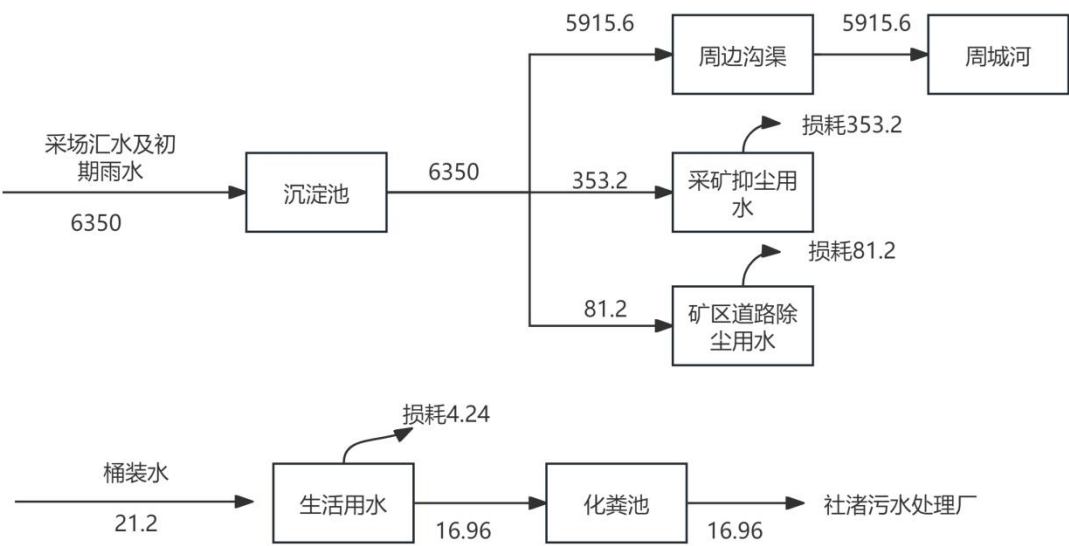 5915.6
5915.6
周边沟渠
周城河
损耗353.2
采场汇水及初
期雨水
6350
沉淀池
6350
353.2
采矿抑尘用
水
损耗81.2
81.2
矿区道路除
尘用水
损耗4.24
桶装水
21.2
生活用水
16.96
化粪池
16.96
社渚污水处理厂